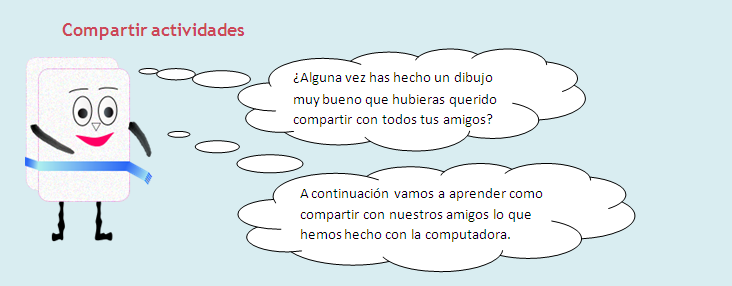 Compartir actividades
¿Alguna vez has hecho un dibujo
muy bueno que hubieras querido
compartir con todos tus amigos?
A continuación vamos a aprender como
compartir con nuestros amigos lo que
hemos hecho con la computadora.